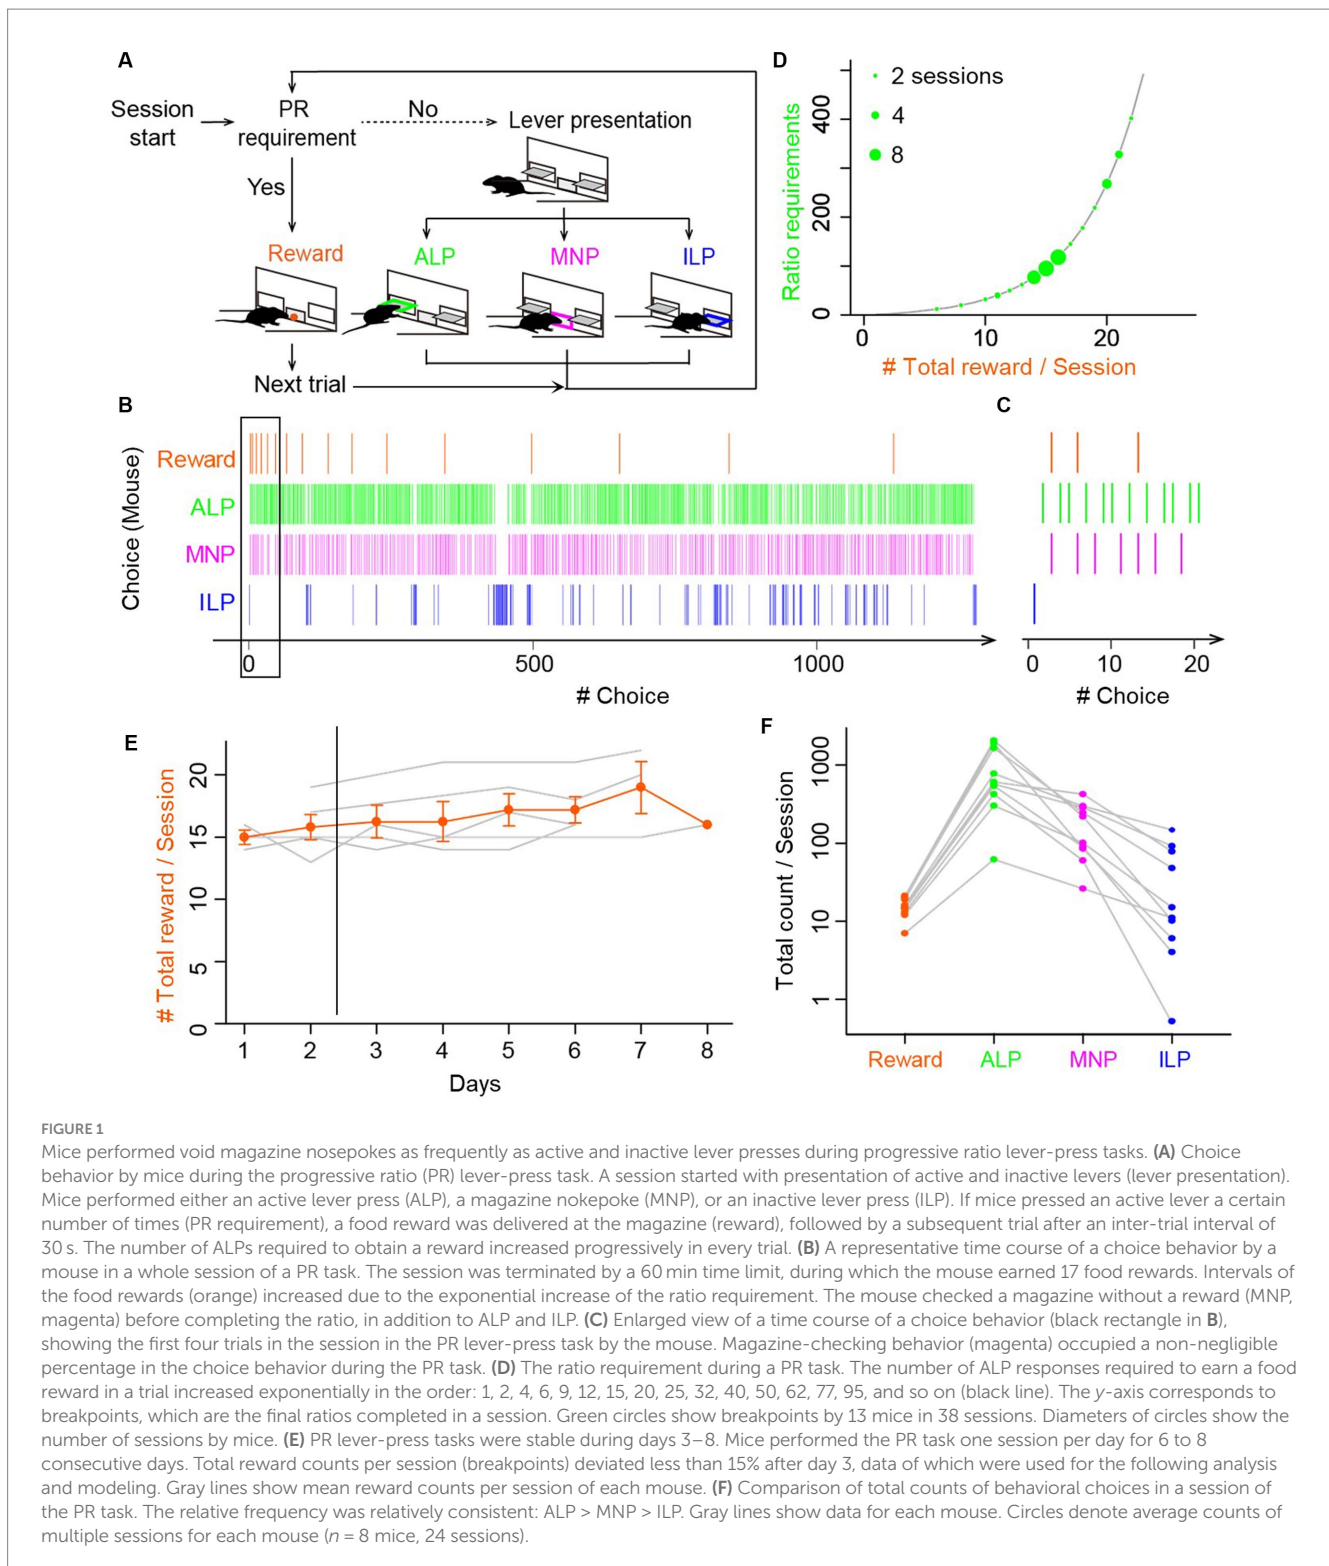 A
Session
start
PR
requirement
No
Lever presentation
Yes
Reward
ALP
MNP
ILP
Next trial
D
2 sessions
4
8
Ratio requirements
400
200
0
0
10
20
# Total reward / Session
B
Choice (Mouse)
Reward
ALP
MNP
ILP
0
500
1000
# Choice
C
0
10
20
# Choice
E
# Total reward / Session
20
15
10
5
0
1
2
3
4
5
6
7
8
Days
F
Total count / Session
1000
100
10
1
Reward
ALP
MNP
ILP
FIGURE 1
Mice performed void magazine nosepokes as frequently as active and inactive lever presses during progressive ratio lever-press tasks. (A) Choice
behavior by mice during the progressive ratio (PR) lever-press task. A session started with presentation of active and inactive levers (lever presentation).
Mice performed either an active lever press (ALP), a magazine nokepoke (MNP), or an inactive lever press (ILP). If mice pressed an active lever a certain
number of times (PR requirement), a food reward was delivered at the magazine (reward), followed by a subsequent trial after an inter-trial interval of
30 s. The number of ALPs required to obtain a reward increased progressively in every trial. (B) A representative time course of a choice behavior by a
mouse in a whole session of a PR task. The session was terminated by a 60 min time limit, during which the mouse earned 17 food rewards. Intervals of
the food rewards (orange) increased due to the exponential increase of the ratio requirement. The mouse checked a magazine without a reward (MNP,
magenta) before completing the ratio, in addition to ALP and ILP. (C) Enlarged view of a time course of a choice behavior (black rectangle in B),
showing the first four trials in the session in the PR lever-press task by the mouse. Magazine-checking behavior (magenta) occupied a non-negligible
percentage in the choice behavior during the PR task. (D) The ratio requirement during a PR task. The number of ALP responses required to earn a food
reward in a trial increased exponentially in the order: 1, 2, 4, 6, 9, 12, 15, 20, 25, 32, 40, 50, 62, 77, 95, and so on (black line). The y-axis corresponds to
breakpoints, which are the final ratios completed in a session. Green circles show breakpoints by 13 mice in 38 sessions. Diameters of circles show the
number of sessions by mice. (E) PR lever-press tasks were stable during days 3–8. Mice performed the PR task one session per day for 6 to 8
consecutive days. Total reward counts per session (breakpoints) deviated less than 15% after day 3, data of which were used for the following analysis
and modeling. Gray lines show mean reward counts per session of each mouse. (F) Comparison of total counts of behavioral choices in a session of
the PR task. The relative frequency was relatively consistent: ALP > MNP > ILP. Gray lines show data for each mouse. Circles denote average counts of
multiple sessions for each mouse (n = 8 mice, 24 sessions).